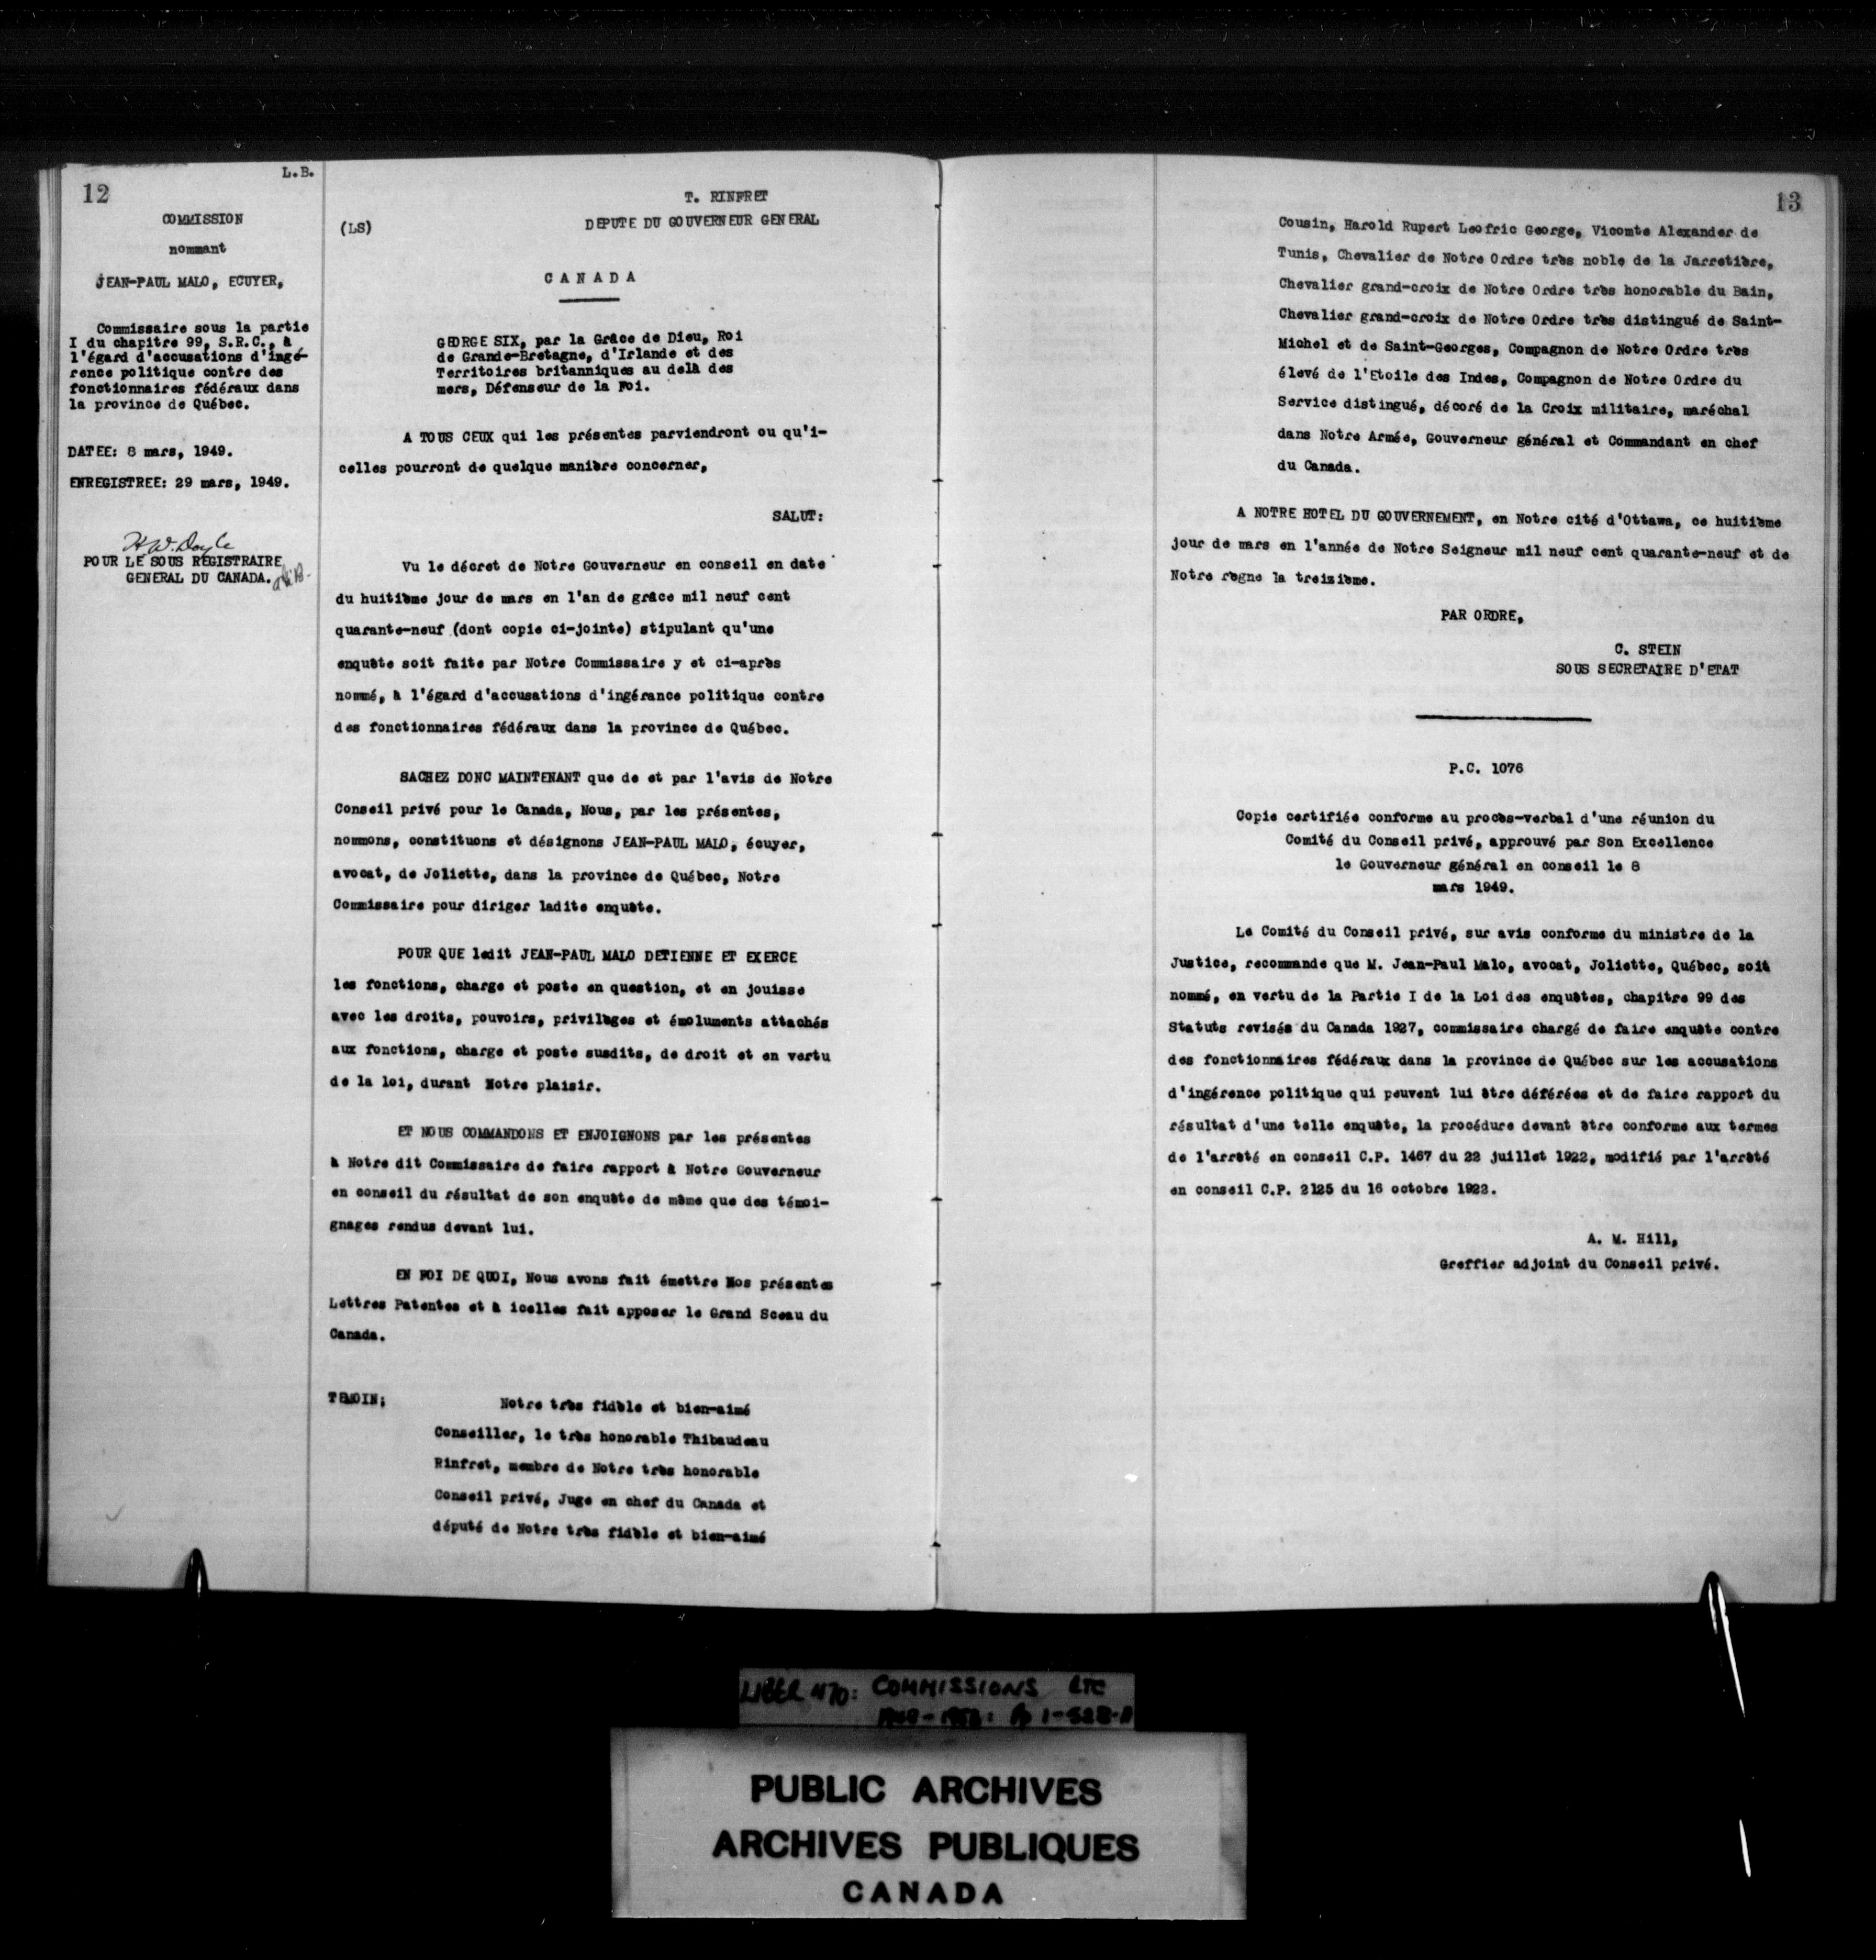 12
L.B.
COMMISSION
nommant
JEAN-PAUL MALO, ECUYER,
Commissaire sous la partie
I du chapitre 99, S.R.C., à
l'égard d'accusations d'ingé-
rence politique contre des
fonctionnaires fédéraux dans
la province de Québec.
DATEE: 8 mars, 1949.
ENREGISTREE: 29 mars, 1949.
H.W. Doyle
POUR LE SOUS REGISTRAIRE
GENERAL DU CANADA.
T. RINFRET
(LS)
DEPUTE DU GOUVERNEUR GENERAL
CANADA
GEORGE SIX, par la Grâce de Dieu, Roi
de Grande-Bretagne, d'Irlande et des
Territoires britanniques au delà des
mers, Défenseur de la Foi.
A TOUS CEUX qui les présentes parviendront ou qu'i-
celles pourront de quelque manière concerner,
SALUT:
Vu le décret de Notre Gouverneur en conseil en date
du huitième jour de mars en l'an de grâce mil neuf cent
quarante-neuf (dont copie ci-jointe) stipulant qu'une
enquête soit faite par Notre Commissaire y et ci-après
nommé, à l'égard d'accusations d'ingérance politique contre
des fonctionnaires fédéraux dans la province de Québec.
SACHEZ DONC MAINTENANT que de et par l'avis de Notre
Conseil privé pour le Canada, Nous, par les présentes,
nommons, constituons et désignons JEAN-PAUL MALO, écuyer,
avocat, de Joliette, dans la province de Québec, Notre
Commissaire pour diriger ladite enquête.
POUR QUE ledit JEAN-PAUL MALO DETIENNE ET EXERCE
les fonctions, charge et poste en question, et en jouisse
avec les droits, pouvoirs, privilèges et émoluments attachés
aux fonctions, charge et poste susdits, de droit et en vertu
de la loi, durant Notre plaisir.
ET NOUS COMMANDONS ET ENJOIGNONS par les présentes
à Notre dit Commissaire de faire rapport à Notre Gouverneur
en conseil du résultat de son enquête de même que des témoi-
gnages rendus devant lui.
EN FOI DE QUOI, Nous avons fait émettre Nos présentes
Lettres Patentes et à icelles fait apposer le Grand Sceau du
Canada.
TEMOIN:
Notre très fidèle et bien-aimé
Conseiller, le très honorable Thibaudeau
Rinfret, membre de Notre très honorable
Conseil privé, Juge en chef du Canada et
député de Notre très fidèle et bien-aimé
13
Cousin, Harold Rupert Leofric George, Vicomte Alexander de
Tunis, Chevalier de Notre Ordre très noble de la Jarretière,
Chevalier grand-croix de Notre Ordre très honorable du Bain,
Chevalier grand-croix de Notre Ordre très distingué de Saint-
Michel et de Saint-Georges, Compagnon de Notre Ordre très
élevé de l'Etoile des Indes, Compagnon de Notre Ordre du
Service distingué, décoré de la Croix militaire, maréchal
dans Notre Armée, Gouverneur général et Commandant en chef
du Canada.
A NOTRE HOTEL DU GOUVERNEMENT, en Notre cité d'Ottawa, ce huitième
jour de mars en l'année de Notre Seigneur mil neuf cent quarante-neuf et de
Notre règne la treizième.
PAR ORDRE,
C. STEIN
SOUS SECRETAIRE D'ETAT
P.C. 1076
Copie certifiée conforme au procès-verbal d'une réunion du
Comité du Conseil privé, approuvé par Son Excellence
le Gouverneur général en conseil le 8
mars 1949.
Le Comité du Conseil privé, sur avis conforme du ministre de la
Justice, recommande que M. Jean-Paul Malo, avocat, Joliette, Québec, soit
nommé, en vertu de la Partie I de la Loi des enquêtes, chapitre 99 des
Statuts revisés du Canada 1927, commissaire chargé de faire enquête contre
des fonctionnaires fédéraux dans la province de Québec sur les accusations
d'ingérence politique qui peuvent lui être déférées et de faire rapport du
résultat d'une telle enquête, la procédure devant être conforme aux termes
de l'arrêté en conseil C.P. 1467 du 22 juillet 1922, modifié par l'arrêté
en conseil C.P. 2125 du 16 octobre 1922.
A. M. Hill,
Greffier adjoint du Conseil privé.
LIBER 470: COMMISSIONS ETC
PUBLIC ARCHIVES
ARCHIVES PUBLIQUES
CANADA